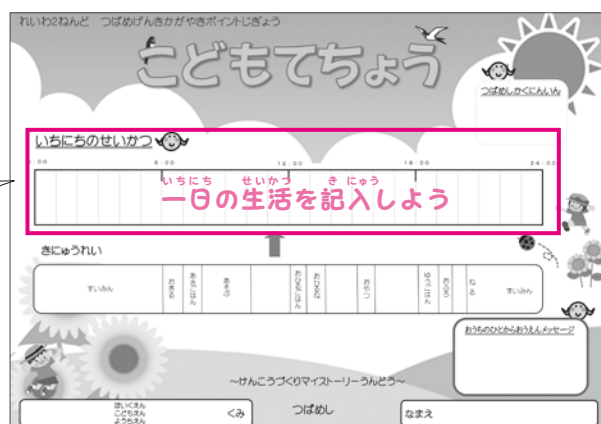 れいわ2ねんど つばめげんきかがやきポイントじぎょう
こどもてちょう
つばめしかくにんいん
いちにちのせいかつ
:00 6:00 12:00 18:00 24:00
いちにち せいかつ きにゅう
一日の生活を記入しよう
きにゅうれい
すいみん おきる あさごはん あそぶ おひるごはん おひるね おやつ ゆうごはん おふろ ねる すいみん
おうちのひとからおうえんメッセージ
~けんこうづくりマイストーリーうんどう~
ほいくえん
こどもえん
ようちえん
くみ つばめし なまえ